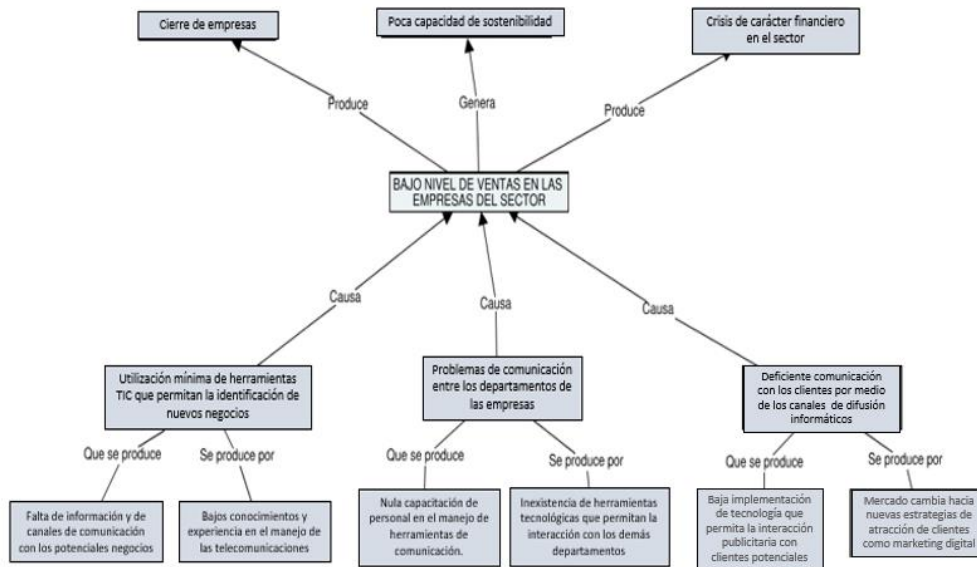 Cierre de empresas
Poca capacidad de sostenibilidad
Crisis de carácter financiero
en el sector
Produce
Genera
Produce
BAJO NIVEL DE VENTAS EN LAS
EMPRESAS DEL SECTOR
Causa
Causa
Causa
Utilización mínima de herramientas
TIC que permitan la identificación de
nuevos negocios
Problemas de comunicación
entre los departamentos de
las empresas
Deficiente comunicación
con los clientes por medio
de los canales de difusión
informáticos
Que se produce
Se produce por
Que se produce
Se produce por
Que se produce
Se produce por
Falta de información y de
canales de comunicación
con los potenciales negocios
Bajos conocimientos y
experiencia en el manejo de
las telecomunicaciones
Nula capacitación de
personal en el manejo de
herramientas de
comunicación.
Inexistencia de herramientas
tecnológicas que permitan la
interacción con los demás
departamentos
Baja implementación
de tecnología que
permita la interacción
publicitaria con
clientes potenciales
Mercado cambia hacia
nuevas estrategias de
atracción de clientes
como marketing digital